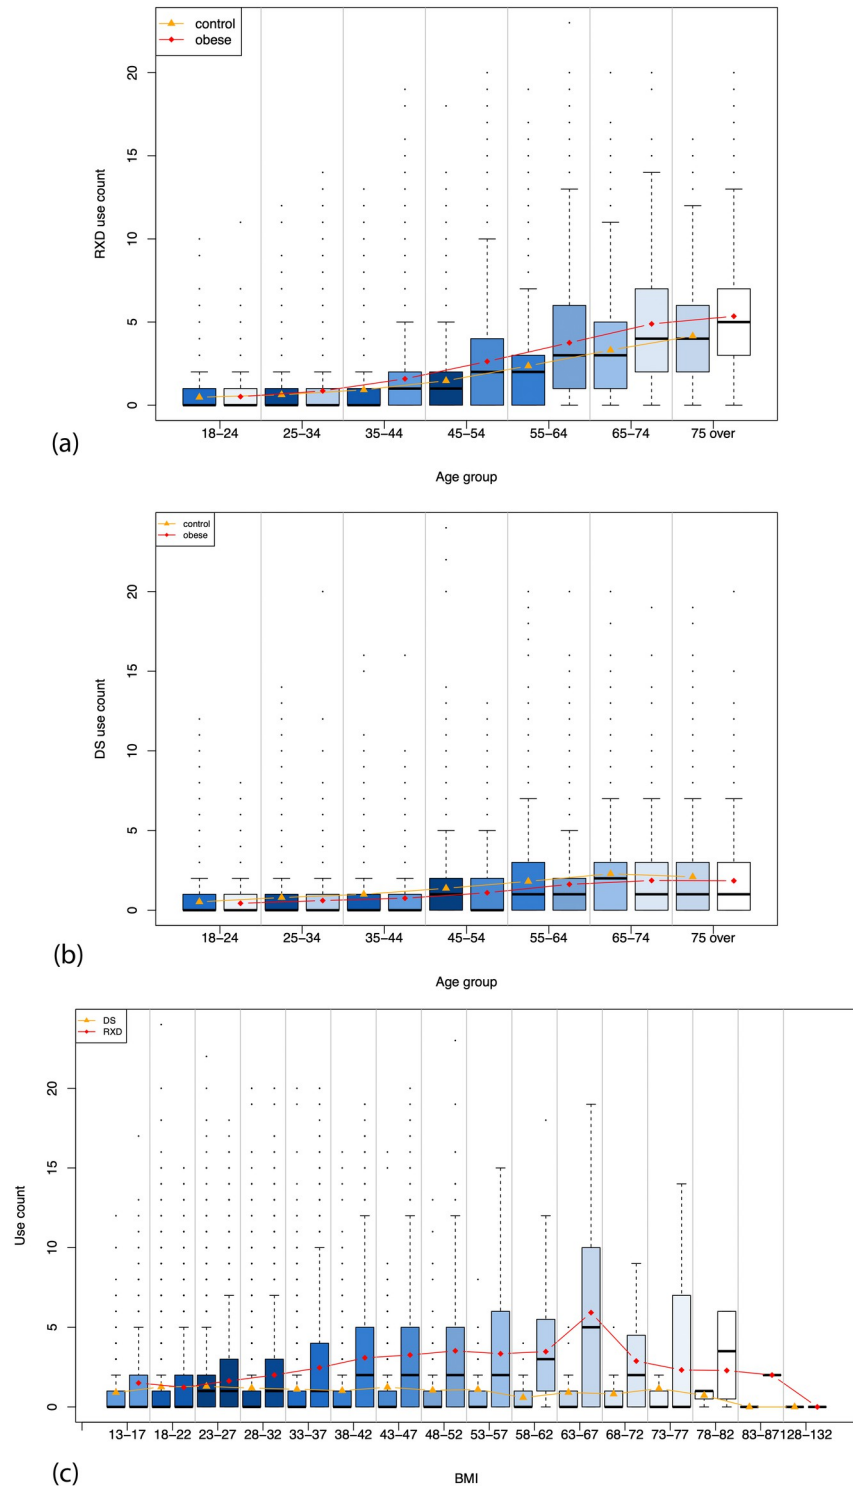 control
obese
20
15
10
5
0
RXD use count
18–24 25–34 35–44 45–54 55–64 65–74 75 over
(a)
Age group
control
obese
20
15
10
5
0
DS use count
18–24 25–34 35–44 45–54 55–64 65–74 75 over
(b)
Age group
DS
RXD
20
15
10
5
0
Use count
13–17 18–22 23–27 28–32 33–37 38–42 43–47 48–52 53–57 58–62 63–67 68–72 73–77 78–82 83–87 128–132
(c)
BMI